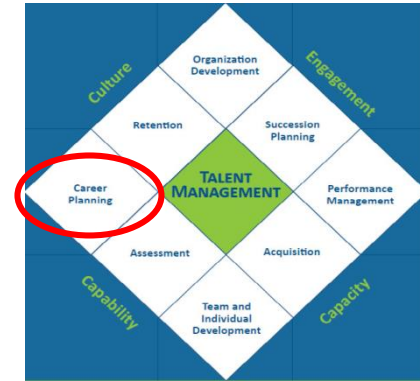 Organization
Development
Culture
Engagement
Retention
Succession
Planning
Career
Planning
TALENT
MANAGEMENT
Performance
Management
Assessment
Acquisition
Capability
Team and
Individual
Development
Capacity